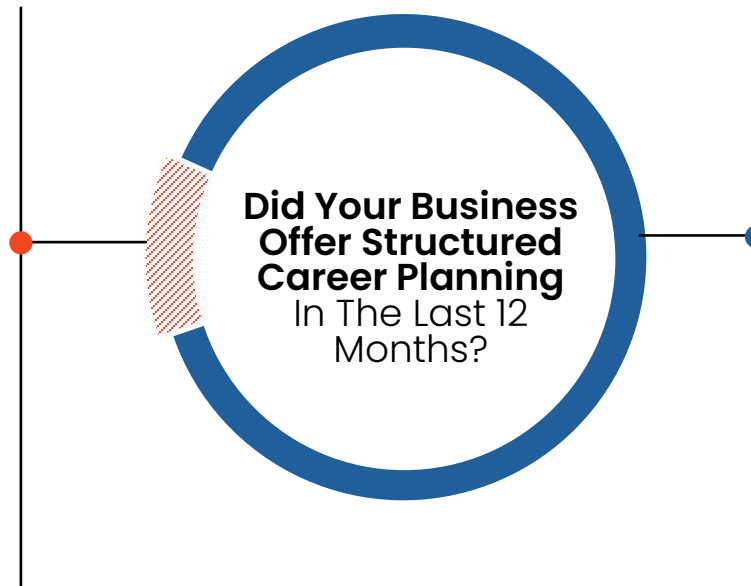 Did Your Business
Offer Structured
Career Planning
In The Last 12
Months?